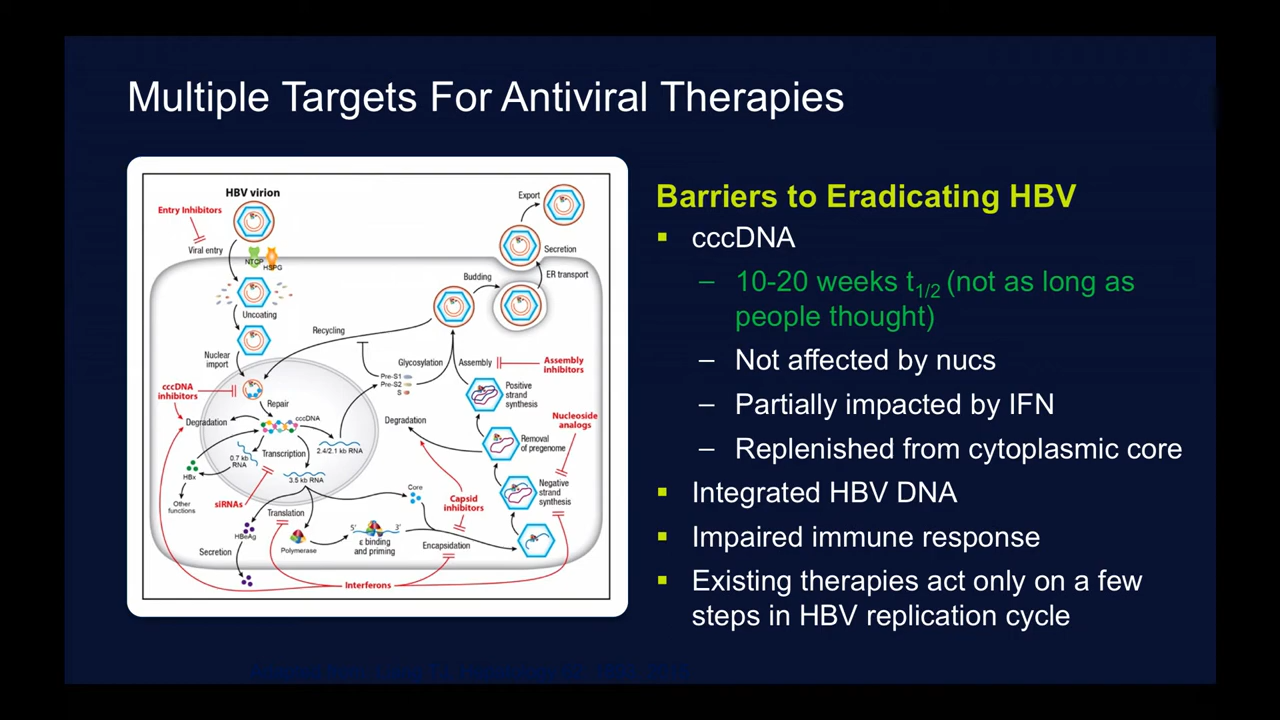 Multiple Targets For Antiviral Therapies
HBV virion
Entry Inhibitors
Viral entry
NTCP
HSPG
Uncoating
Nuclear
import
Recycling
cccDNA
inhibitors
Repair
Degradation
cccDNA
Transcription
0.7 kb
RNA
2.4/2.1 kb RNA
HBx
Other
functions
siRNAs
3.5 kb RNA
Translation
HBeAg
Secretion
Polymerase
5'
3'
ε binding
and priming
Core
Encapsidation
Interferons
Capsid
inhibitors
Degradation
Pre-S1
Pre-S2
S
Glycosylation
Assembly
Assembly
inhibitors
Positive
strand
synthesis
Nucleoside
analogs
Removal
of pregenome
Negative
strand
synthesis
Budding
ER transport
Secretion
Export
Barriers to Eradicating HBV
▪ cccDNA
– 10-20 weeks t1/2 (not as long as
people thought)
– Not affected by nucs
– Partially impacted by IFN
– Replenished from cytoplasmic core
▪ Integrated HBV DNA
▪ Impaired immune response
▪ Existing therapies act only on a few
steps in HBV replication cycle